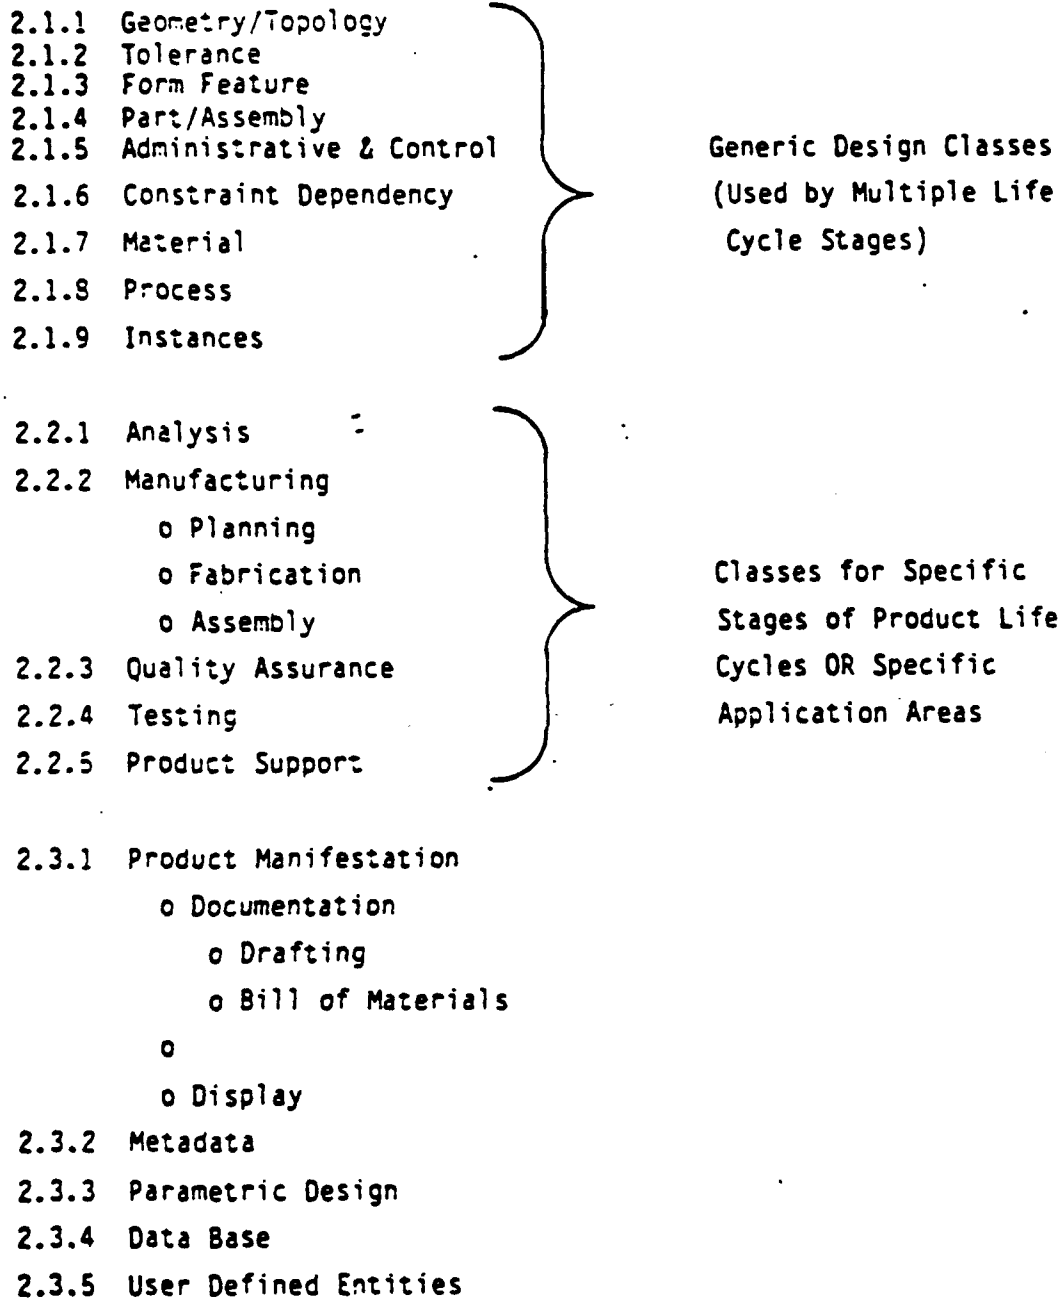 2.1.1 Geometry/Topology
2.1.2 Tolerance
2.1.3 Form Feature
2.1.4 Part/Assembly
2.1.5 Administrative & Control
2.1.6 Constraint Dependency
2.1.7 Material
2.1.8 Process
2.1.9 Instances
Generic Design Classes
(Used by Multiple Life
Cycle Stages)
2.2.1 Analysis
2.2.2 Manufacturing
o Planning
o Fabrication
o Assembly
2.2.3 Quality Assurance
2.2.4 Testing
2.2.5 Product Support
Classes for Specific
Stages of Product Life
Cycles OR Specific
Application Areas
2.3.1 Product Manifestation
o Documentation
o Drafting
o Bill of Materials
o
o Display
2.3.2 Metadata
2.3.3 Parametric Design
2.3.4 Data Base
2.3.5 User Defined Entities